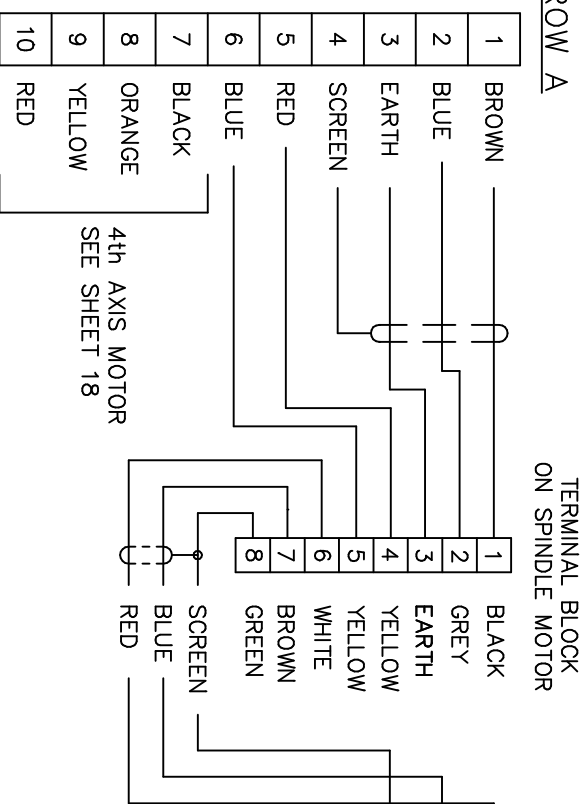 ROW A
1 BROWN
2 BLUE
3 EARTH
4 SCREEN
5 RED
6 BLUE
7 BLACK
8 ORANGE
9 YELLOW
10 RED
4th AXIS MOTOR
SEE SHEET 18
TERMINAL BLOCK
ON SPINDLE MOTOR
1 BLACK
2 GREY
3 EARTH
4 YELLOW
5 YELLOW
6 WHITE
7 BROWN
8 GREEN
SCREEN
BLUE
RED